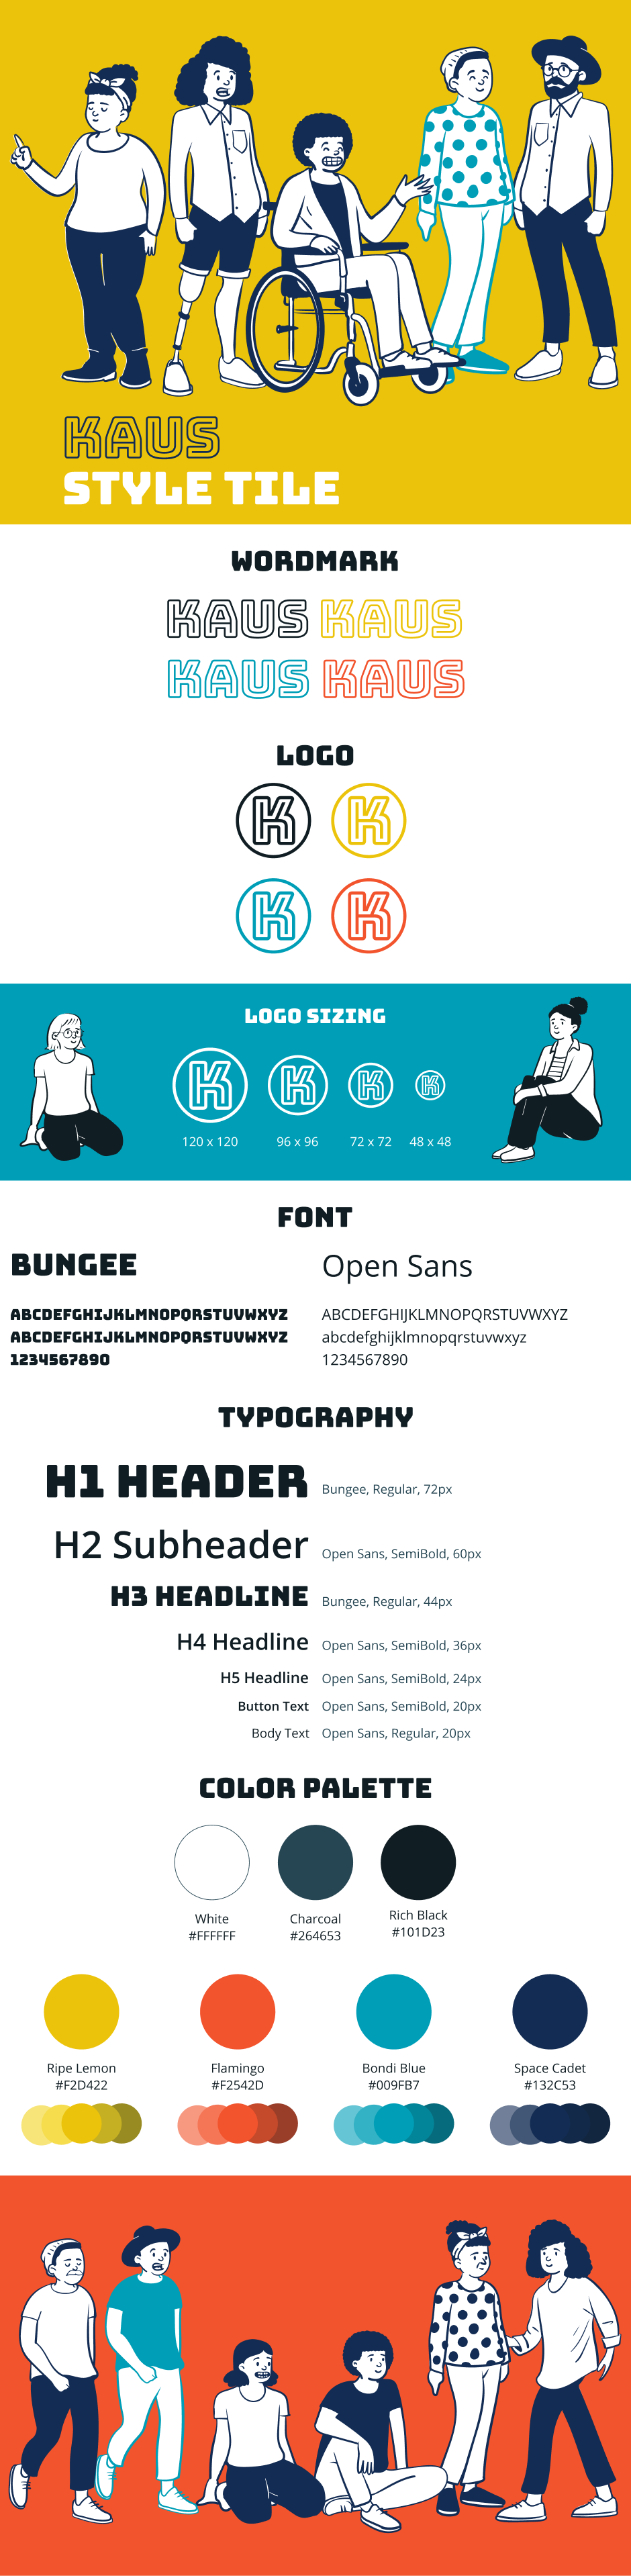 KAUS
STYLE TILE
WORDMARK
KAUS KAUS
KAUS KAUS
LOGO
K K
K K
LOGO SIZING
K K K K
120 x 120 96 x 96 72 x 72 48 x 48
FONT
BUNGEE
ABCDEFGHIJKLMNOPQRSTUVWXYZ
ABCDEFGHIJKLMNOPQRSTUVWXYZ
1234567890
Open Sans
ABCDEFGHIJKLMNOPQRSTUVWXYZ
abcdefghijklmnopqrstuvwxyz
1234567890
TYPOGRAPHY
H1 HEADER Bungee, Regular, 72px
H2 Subheader Open Sans, SemiBold, 60px
H3 HEADLINE Bungee, Regular, 44px
H4 Headline Open Sans, SemiBold, 36px
H5 Headline Open Sans, SemiBold, 24px
Button Text Open Sans, SemiBold, 20px
Body Text Open Sans, Regular, 20px
COLOR PALETTE
White
#FFFFFF
Charcoal
#264653
Rich Black
#101D23
Ripe Lemon
#F2D422
Flamingo
#F2542D
Bondi Blue
#009FB7
Space Cadet
#132C53